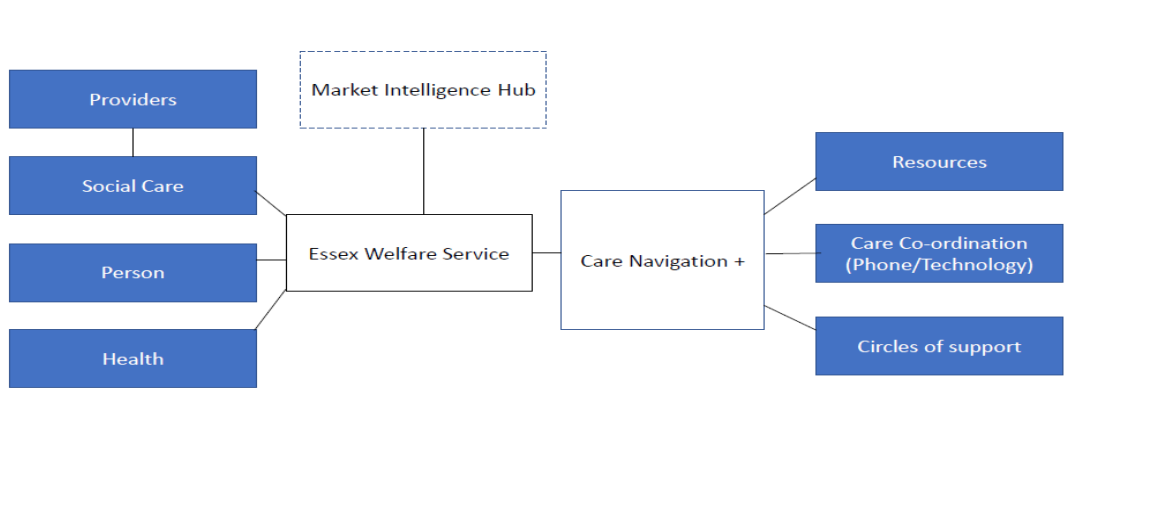 Providers
Social Care
Person
Health
Market Intelligence Hub
Essex Welfare Service
Care Navigation +
Resources
Care Co-ordination
(Phone/Technology)
Circles of support